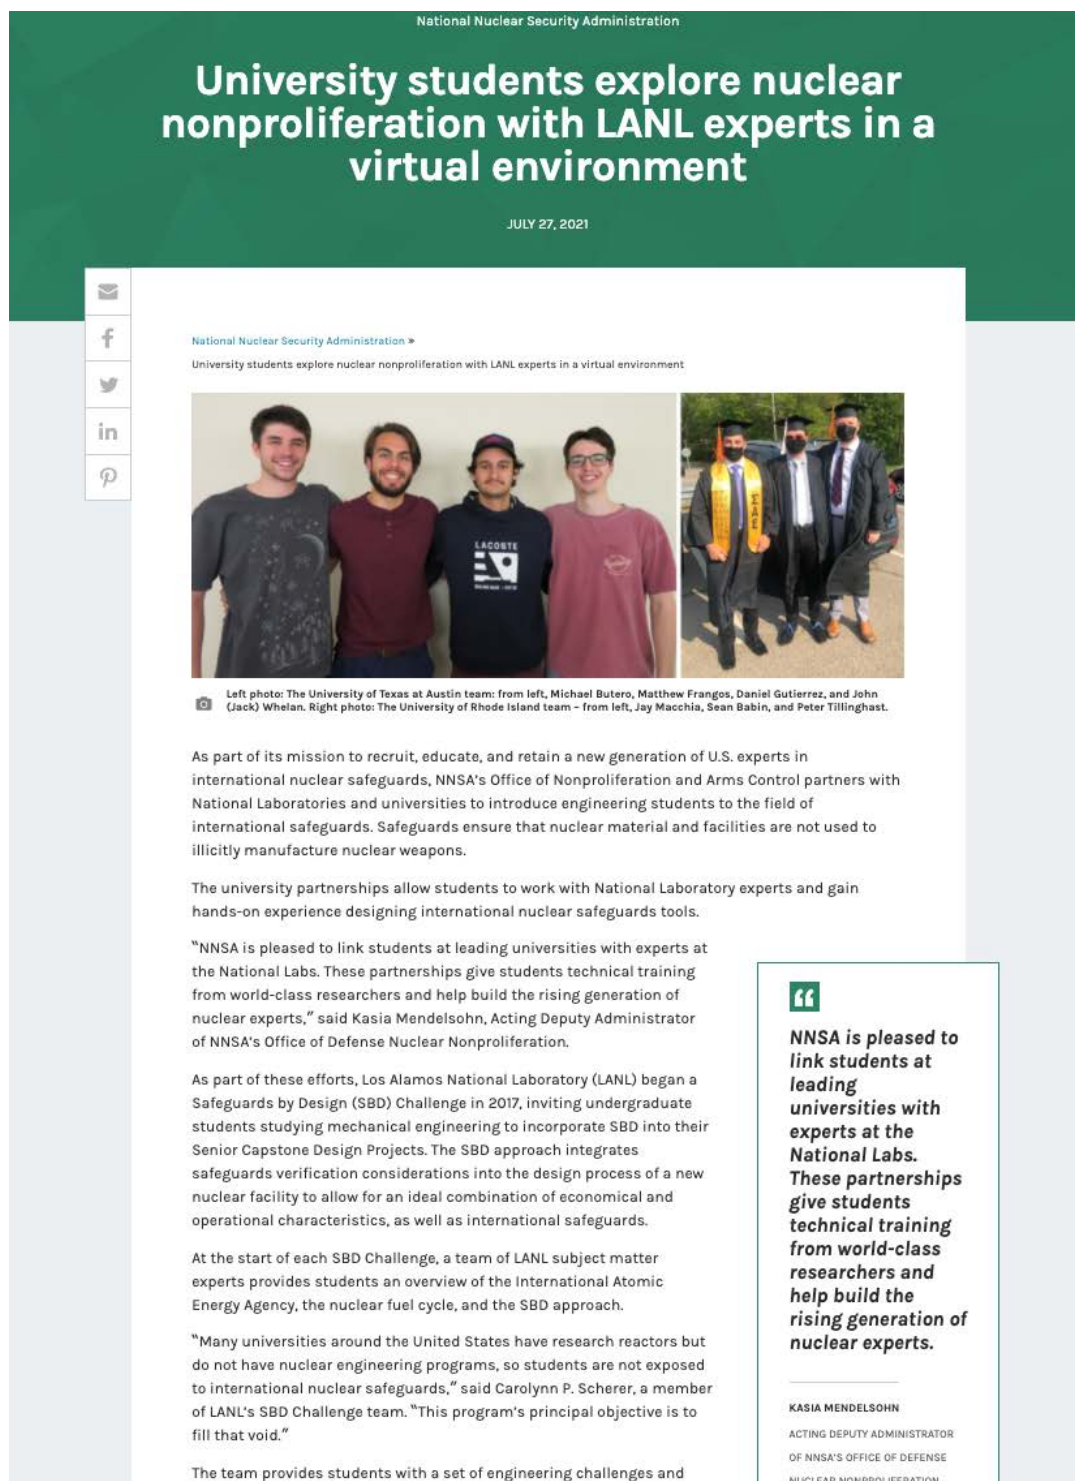 National Nuclear Security Administration
University students explore nuclear
nonproliferation with LANL experts in a
virtual environment
JULY 27, 2021
National Nuclear Security Administration »
University students explore nuclear nonproliferation with LANL experts in a virtual environment
LACOSTE
Left photo: The University of Texas at Austin team: from left, Michael Butero, Matthew Frangos, Daniel Gutierrez, and John
(Jack) Whelan. Right photo: The University of Rhode Island team – from left, Jay Macchia, Sean Babin, and Peter Tillinghast.
As part of its mission to recruit, educate, and retain a new generation of U.S. experts in
international nuclear safeguards, NNSA's Office of Nonproliferation and Arms Control partners with
National Laboratories and universities to introduce engineering students to the field of
international safeguards. Safeguards ensure that nuclear material and facilities are not used to
illicitly manufacture nuclear weapons.
The university partnerships allow students to work with National Laboratory experts and gain
hands-on experience designing international nuclear safeguards tools.
"NNSA is pleased to link students at leading universities with experts at
the National Labs. These partnerships give students technical training
from world-class researchers and help build the rising generation of
nuclear experts," said Kasia Mendelsohn, Acting Deputy Administrator
of NNSA's Office of Defense Nuclear Nonproliferation.
As part of these efforts, Los Alamos National Laboratory (LANL) began a
Safeguards by Design (SBD) Challenge in 2017, inviting undergraduate
students studying mechanical engineering to incorporate SBD into their
Senior Capstone Design Projects. The SBD approach integrates
safeguards verification considerations into the design process of a new
nuclear facility to allow for an ideal combination of economical and
operational characteristics, as well as international safeguards.
At the start of each SBD Challenge, a team of LANL subject matter
experts provides students an overview of the International Atomic
Energy Agency, the nuclear fuel cycle, and the SBD approach.
"Many universities around the United States have research reactors but
do not have nuclear engineering programs, so students are not exposed
to international nuclear safeguards," said Carolynn P. Scherer, a member
of LANL's SBD Challenge team. "This program's principal objective is to
fill that void."
The team provides students with a set of engineering challenges and
NNSA is pleased to
link students at
leading
universities with
experts at the
National Labs.
These partnerships
give students
technical training
from world-class
researchers and
help build the
rising generation of
nuclear experts.
KASIA MENDELSOHN
ACTING DEPUTY ADMINISTRATOR
OF NNSA'S OFFICE OF DEFENSE
NUCLEAR NONPROLIFERATION